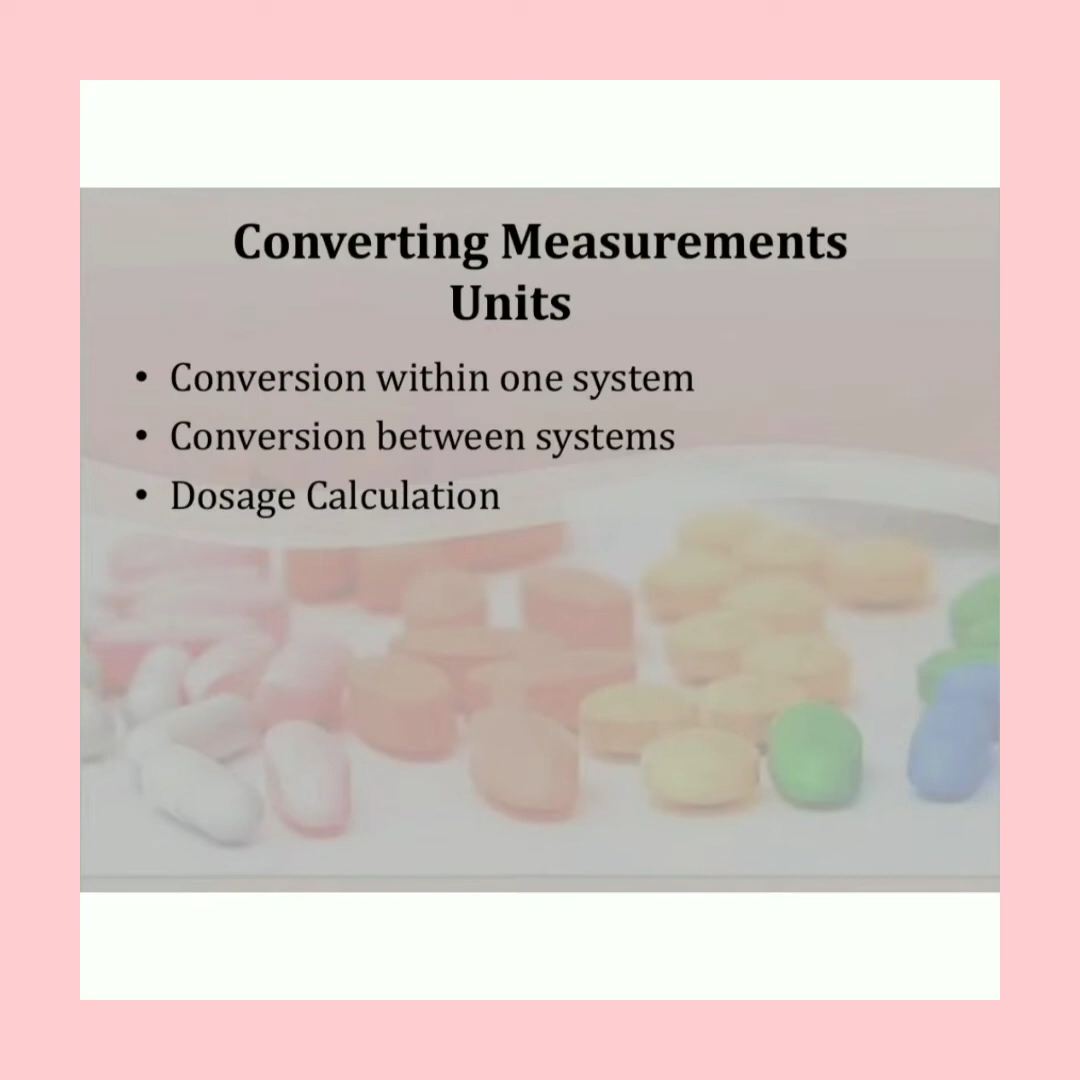 Converting Measurements
Units
• Conversion within one system
• Conversion between systems
• Dosage Calculation